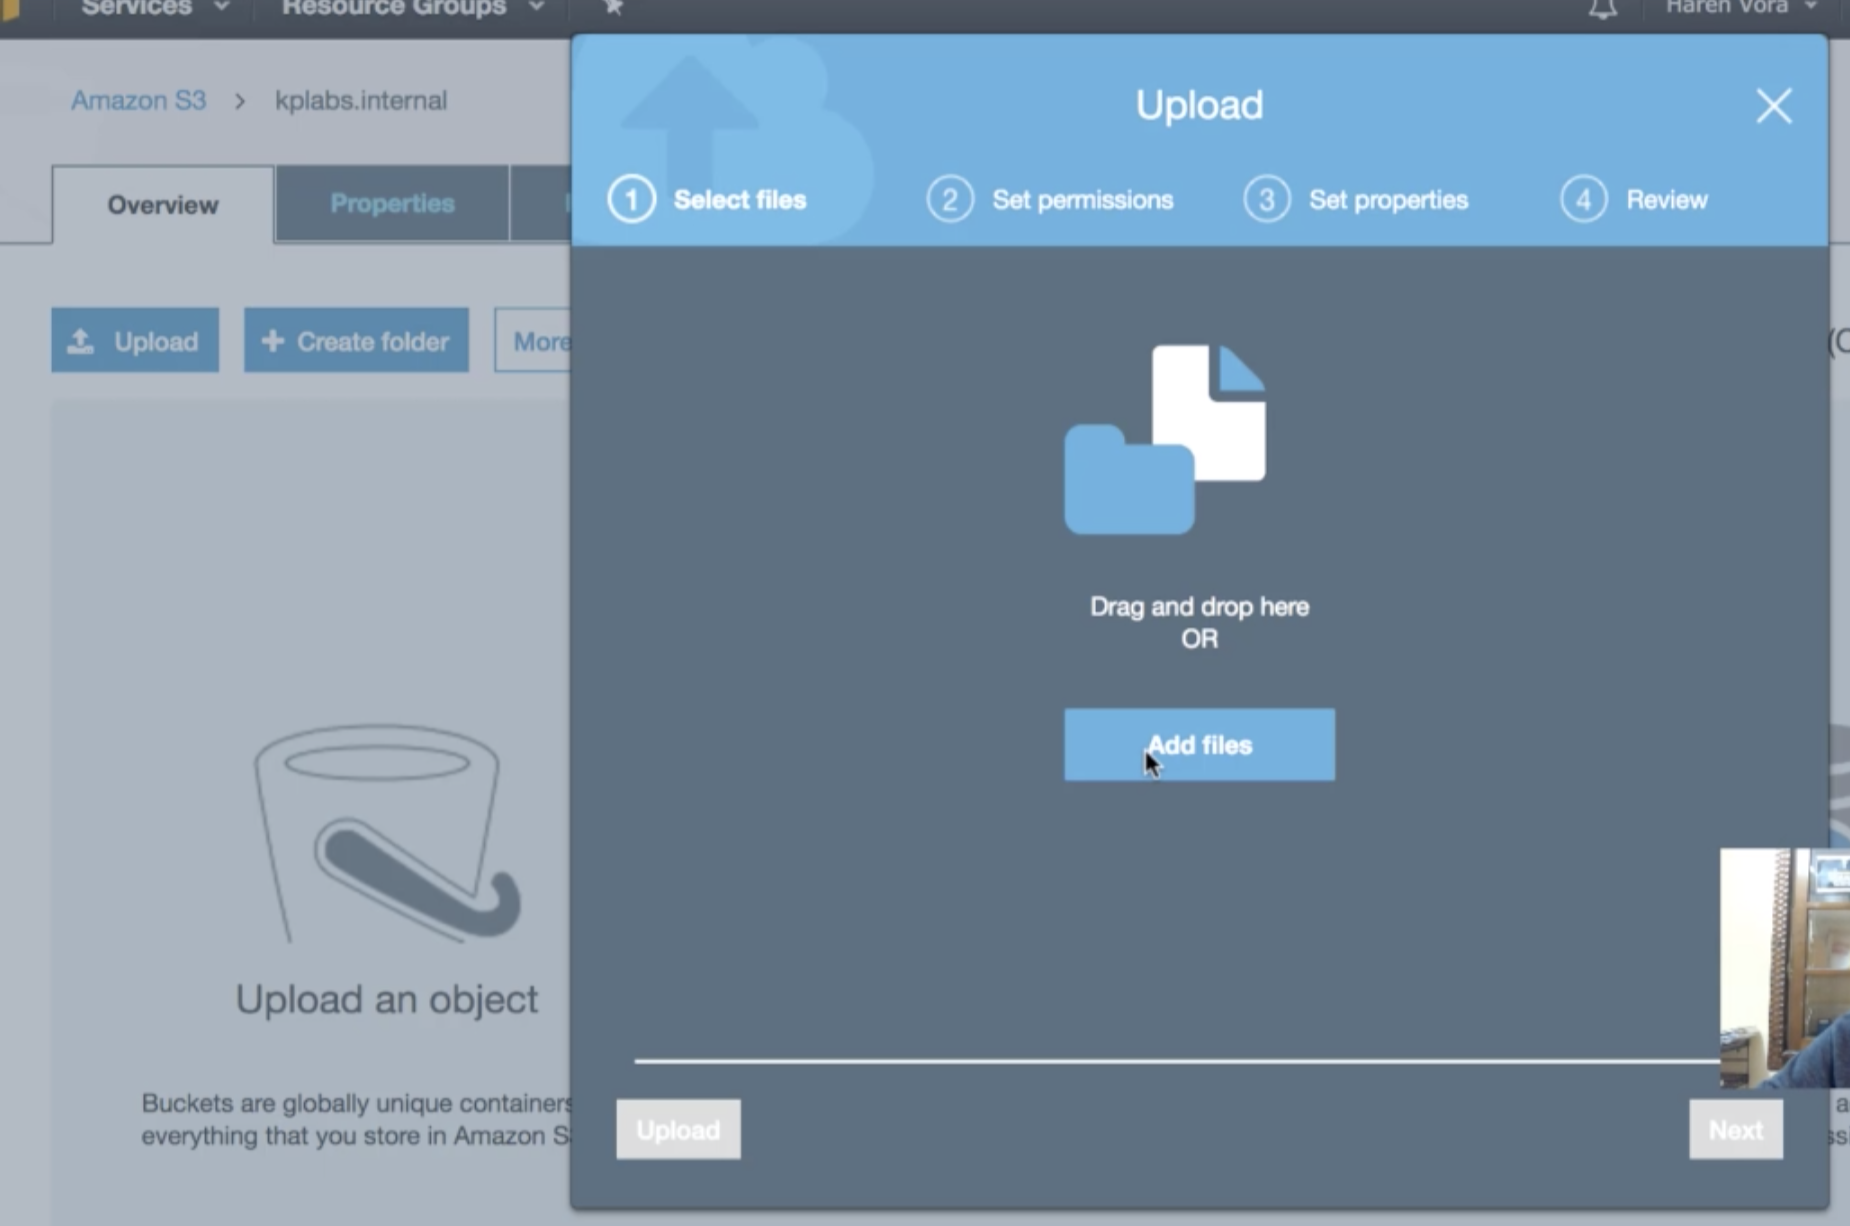 Services
Resource Groups
Haren Vora
Amazon S3 > kplabs.internal
Overview
Properties
Upload
Create folder
More
Upload an object
Buckets are globally unique containers
everything that you store in Amazon
Upload
1 Select files
2 Set permissions
3 Set properties
4 Review
Drag and drop here
OR
Add files
Upload
Next